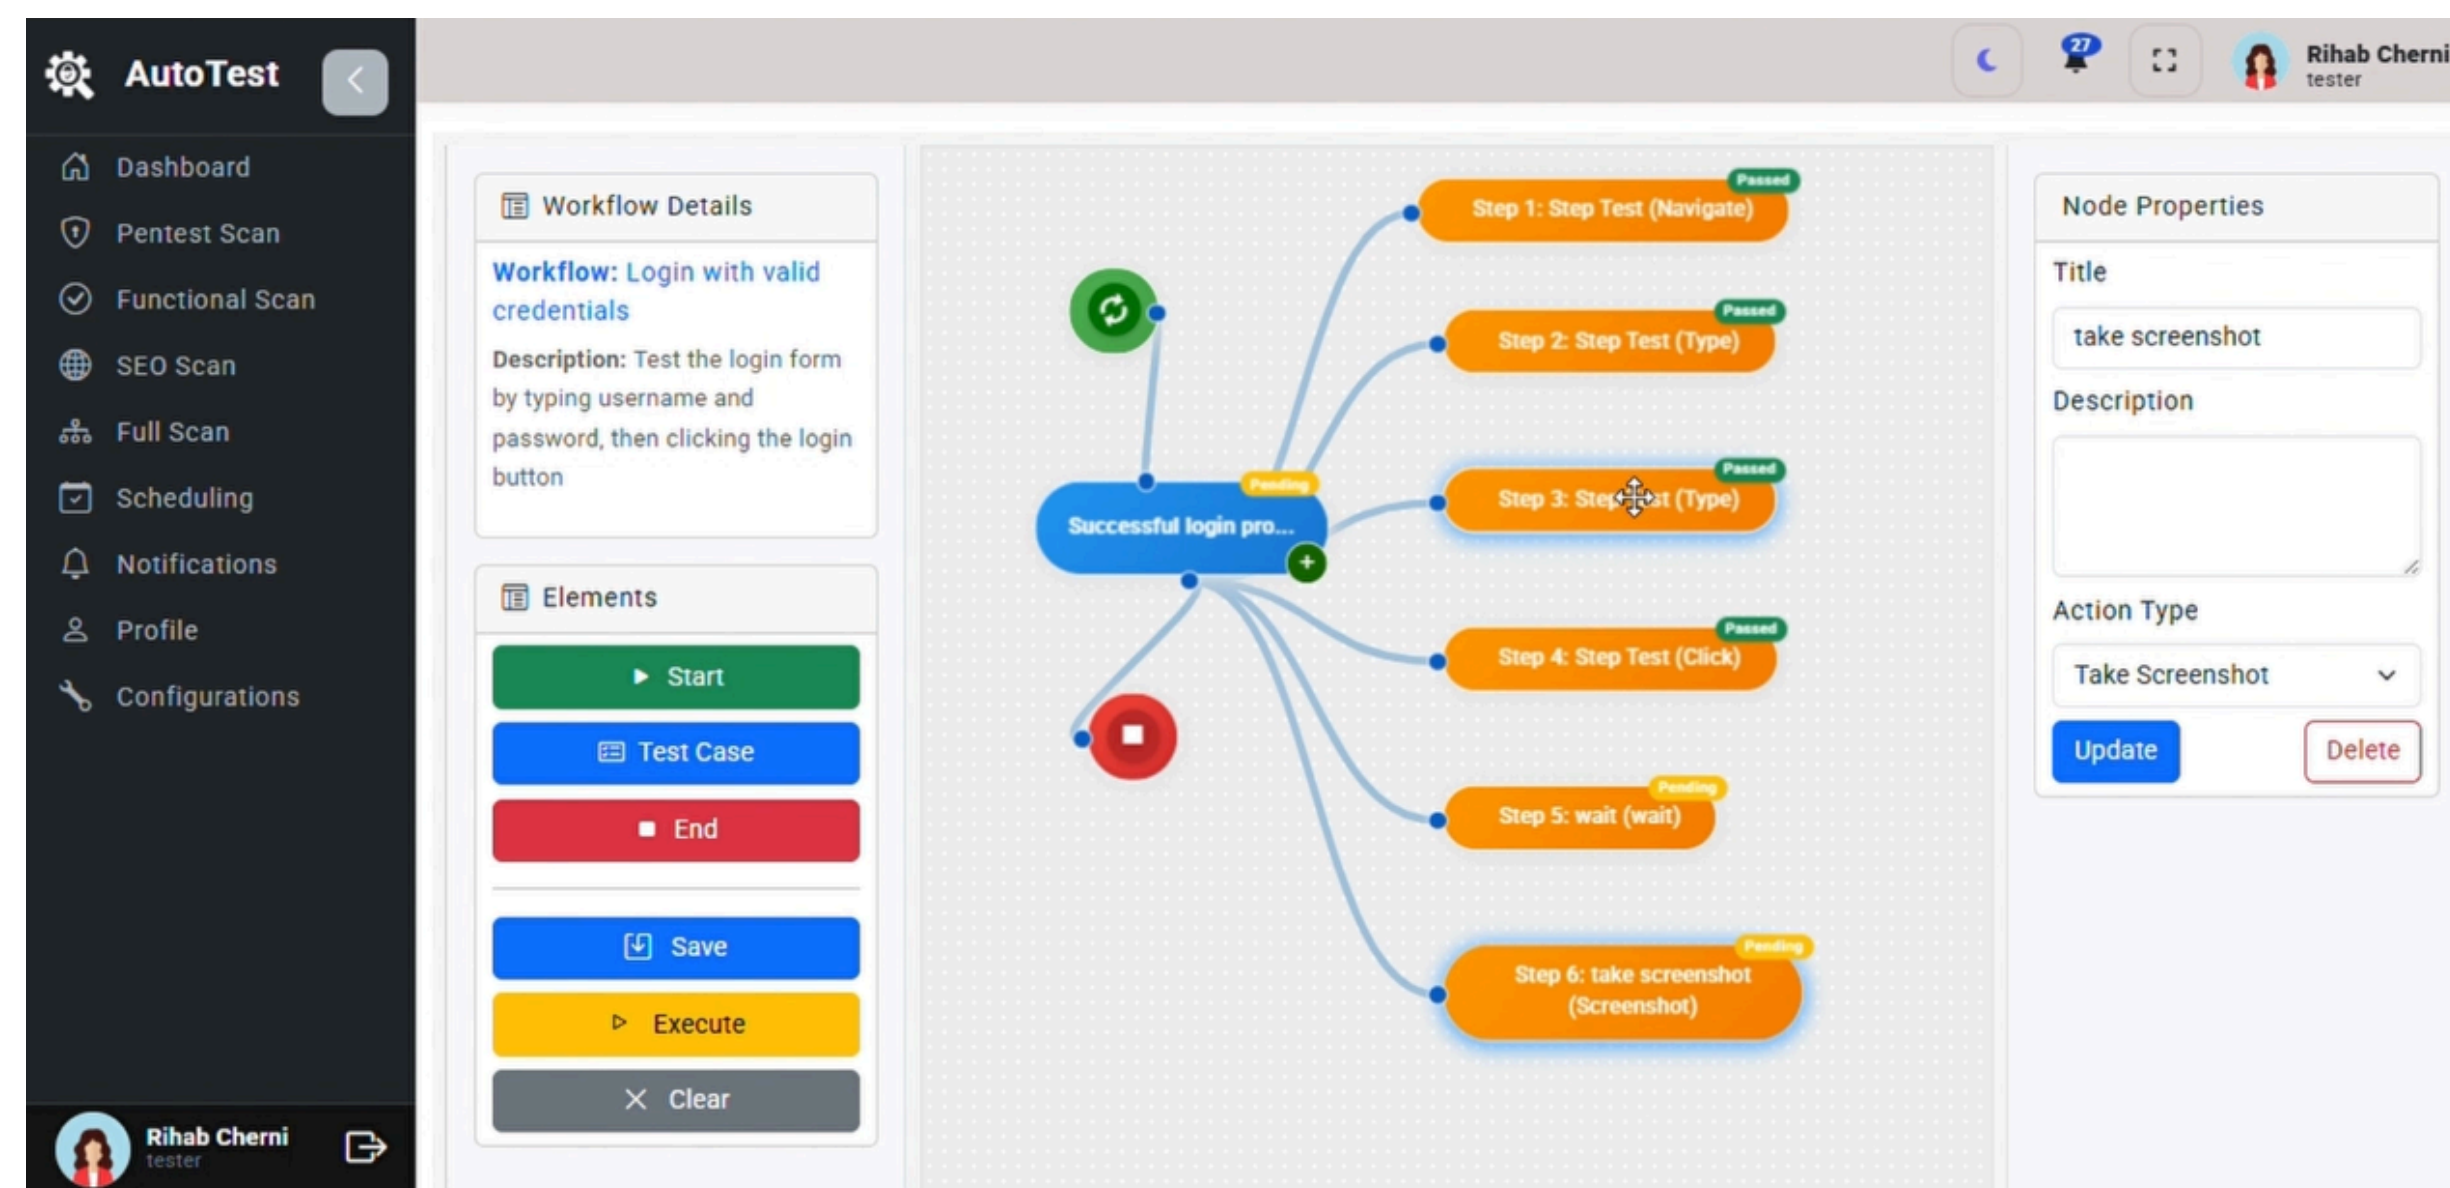 AutoTest
27
Rihab Cherni
tester
Dashboard
Pentest Scan
Functional Scan
SEO Scan
Full Scan
Scheduling
Notifications
Profile
Configurations
Rihab Cherni
tester
Workflow Details
Workflow: Login with valid
credentials
Description: Test the login form
by typing username and
password, then clicking the login
button
Elements
Start
Test Case
End
Save
Execute
Clear
Passed
Step 1: Step Test (Navigate)
Passed
Step 2: Step Test (Type)
Pending
Successful login pro...
Passed
Step 3: Step Test (Type)
Passed
Step 4: Step Test (Click)
Pending
Step 5: wait (wait)
Pending
Step 6: take screenshot
(Screenshot)
Node Properties
Title
take screenshot
Description
Action Type
Take Screenshot
Update
Delete